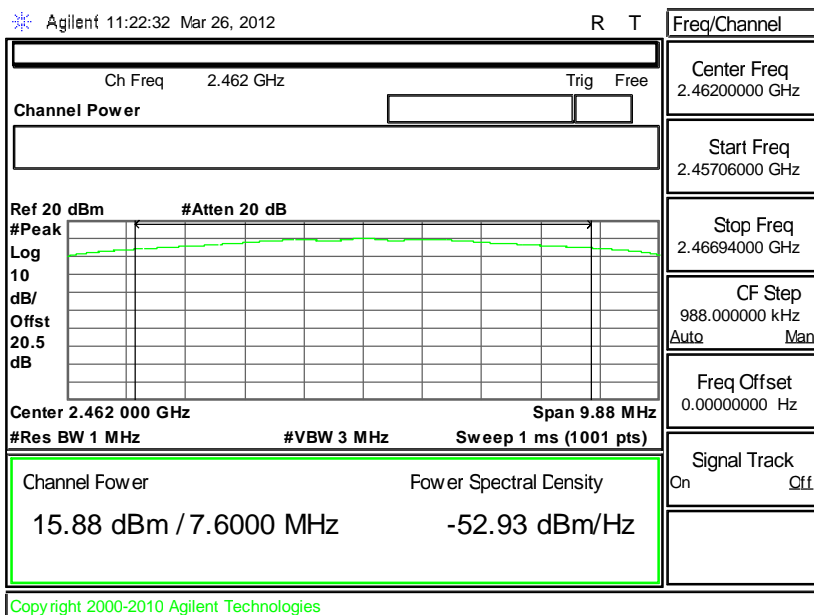 Agilent 11:22:32 Mar 26, 2012 R T
Ch Freq 2.462 GHz Trig Free
Channel Power
Ref 20 dBm #Atten 20 dB
#Peak
Log
10
dB/
Offst
20.5
dB
Center 2.462 000 GHz Span 9.88 MHz
#Res BW 1 MHz #VBW 3 MHz Sweep 1 ms (1001 pts)
Channel Power Power Spectral Density
15.88 dBm / 7.6000 MHz -52.93 dBm/Hz
Copyright 2000-2010 Agilent Technologies
Freq/Channel
Center Freq
2.46200000 GHz
Start Freq
2.45706000 GHz
Stop Freq
2.46694000 GHz
CF Step
988.000000 kHz
Auto Man
Freq Offset
0.00000000 Hz
Signal Track
On Off